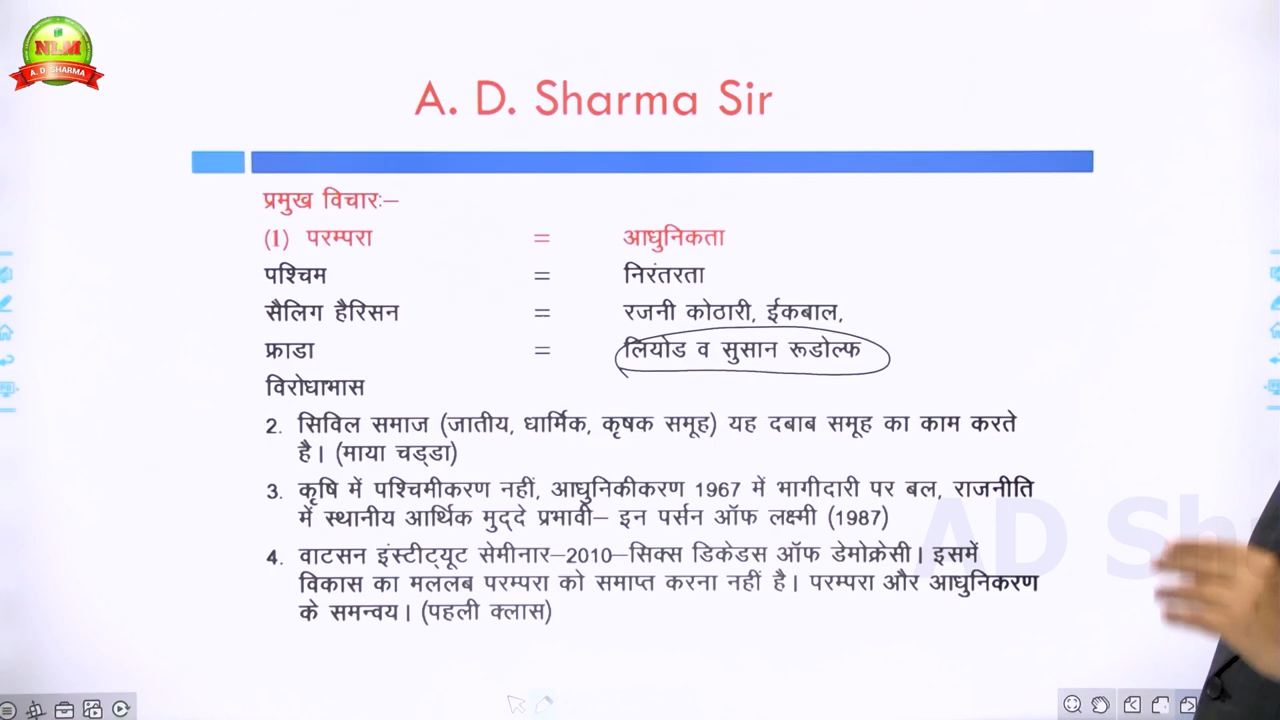 NLM
A. D. SHARMA
A. D. Sharma Sir
प्रमुख विचारः–
(1) परम्परा = आधुनिकता
पश्चिम = निरंतरता
सैलिग हैरिसन = रजनी कोठारी, ईकबाल,
फ्राडा = लियोड व सुसान रूडोल्फ
विरोधाभास
2. सिविल समाज (जातीय, धार्मिक, कृषक समूह) यह दबाब समूह का काम करते
है। (माया चड्डा)
3. कृषि में पश्चिमीकरण नहीं, आधुनिकीकरण 1967 में भागीदारी पर बल, राजनीति
में स्थानीय आर्थिक मुद्दे प्रभावी– इन पर्सन ऑफ लक्ष्मी (1987)
4. वाटसन इंस्टीट्यूट सेमीनार–2010–सिक्स डिकेडस ऑफ डेमोक्रेसी। इसमें
विकास का मललब परम्परा को समाप्त करना नहीं है। परम्परा और आधुनिकरण
के समन्वय। (पहली क्लास)
AD Sh